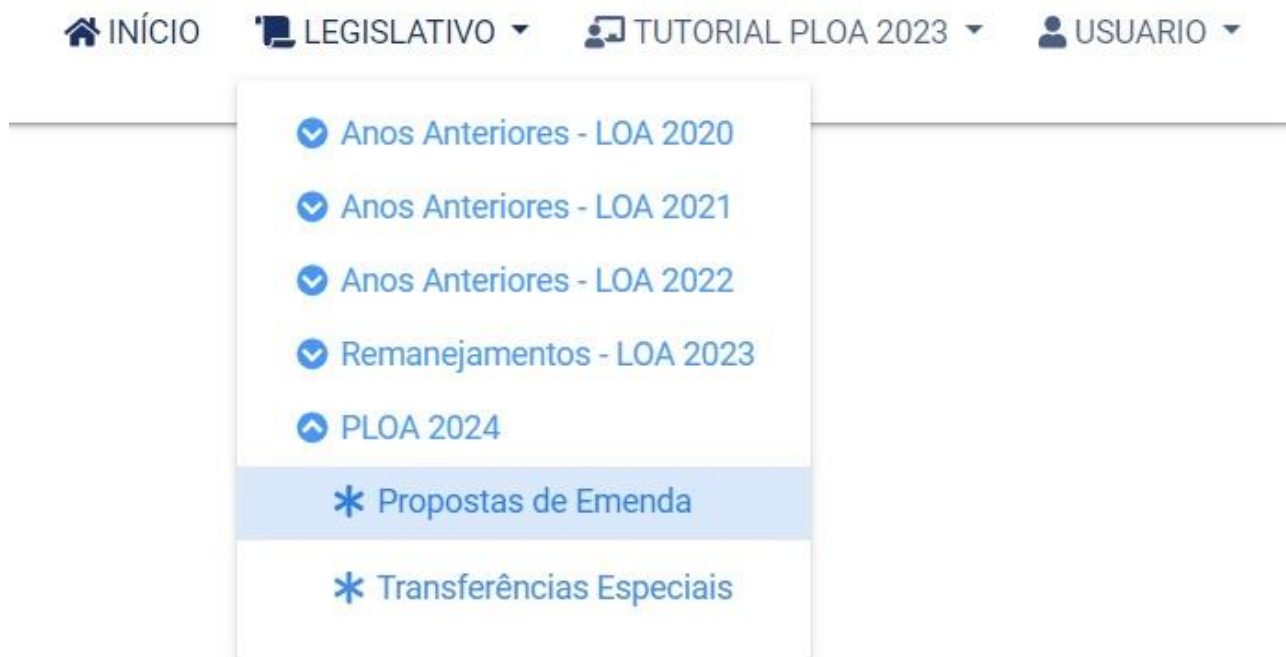 INÍCIO LEGISLATIVO TUTORIAL PLOA 2023 USUARIO
Anos Anteriores - LOA 2020
Anos Anteriores - LOA 2021
Anos Anteriores - LOA 2022
Remanejamentos - LOA 2023
PLOA 2024
Propostas de Emenda
Transferências Especiais